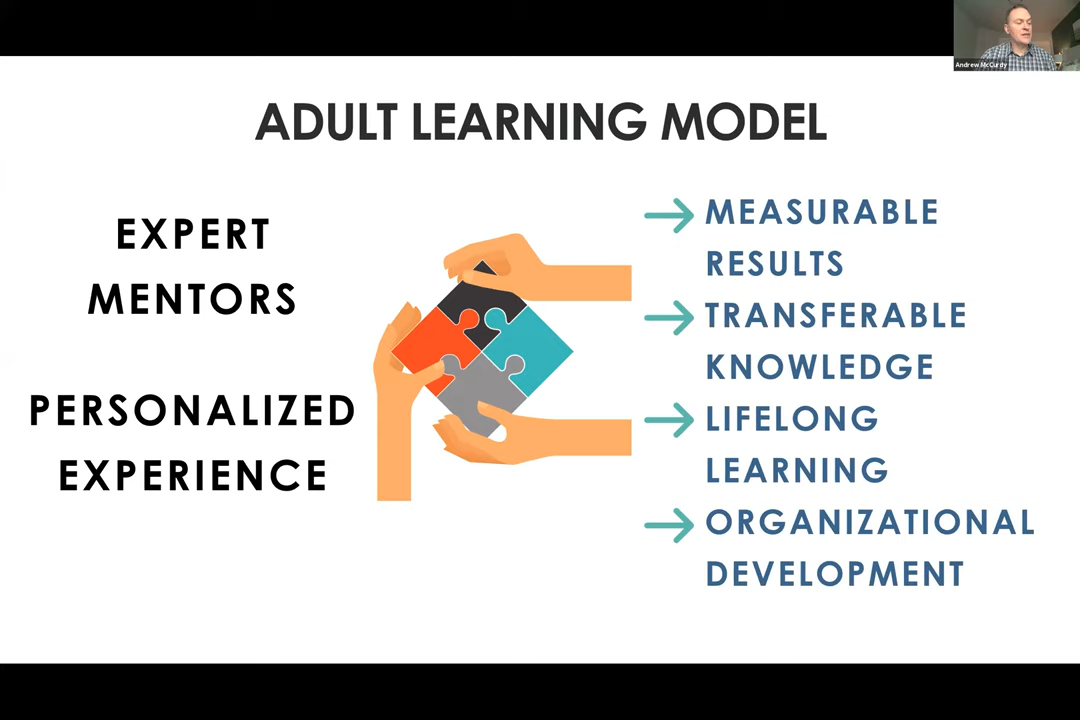 Andrew McCurdy
ADULT LEARNING MODEL
EXPERT
MENTORS
PERSONALIZED
EXPERIENCE
MEASURABLE
RESULTS
TRANSFERABLE
KNOWLEDGE
LIFELONG
LEARNING
ORGANIZATIONAL
DEVELOPMENT